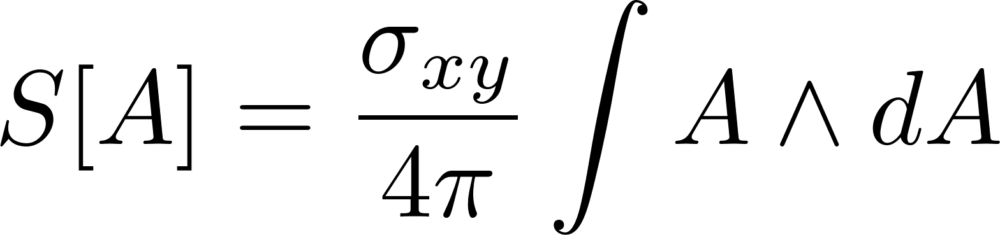 S[A] = \frac{\sigma_{xy}}{4\pi} \int A \wedge dA